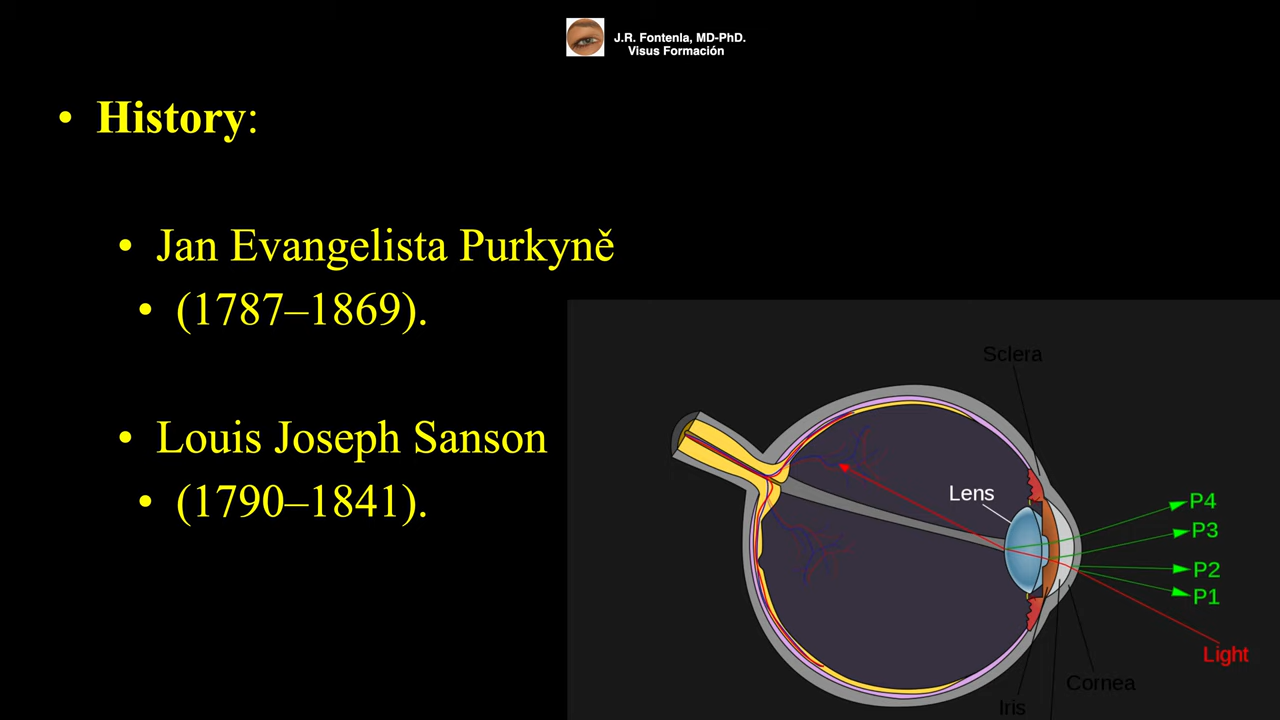 J.R. Fontenla, MD-PhD.
Visus Formación
• History:
• Jan Evangelista Purkyně
• (1787–1869).
• Louis Joseph Sanson
• (1790–1841).
Sclera
Lens
P4
P3
P2
P1
Light
Cornea
Iris